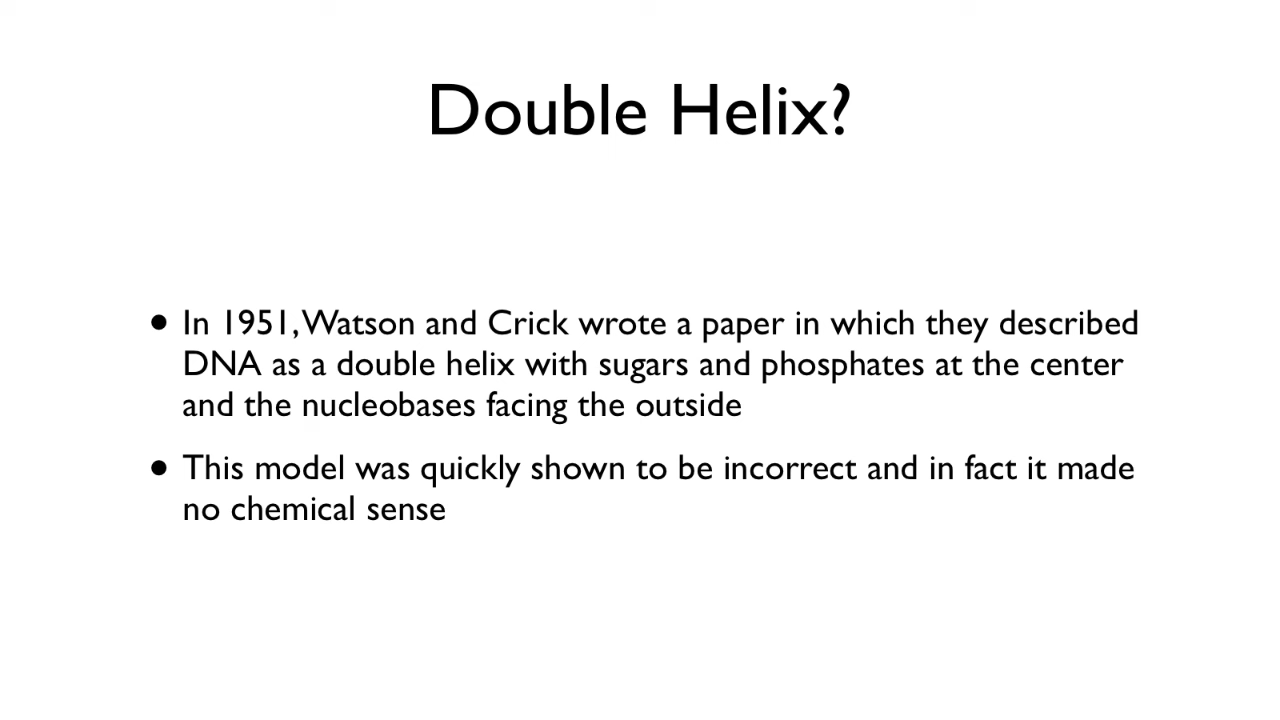 Double Helix?
• In 1951, Watson and Crick wrote a paper in which they described
DNA as a double helix with sugars and phosphates at the center
and the nucleobases facing the outside
• This model was quickly shown to be incorrect and in fact it made
no chemical sense